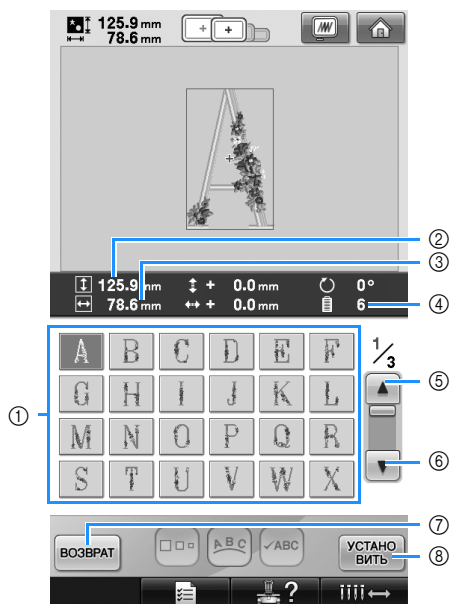 125.9 mm
78.6 mm
②
③
125.9 mm + 0.0 mm 0°
78.6 mm + 0.0 mm 6 ④
A B C D E F 1/3
G H I J K L ⑤
①
M N O P Q R ⑥
S T U V W X
⑦
ВОЗВРАТ ABC ✓ABC УСТАНО
ВИТЬ ⑧
?